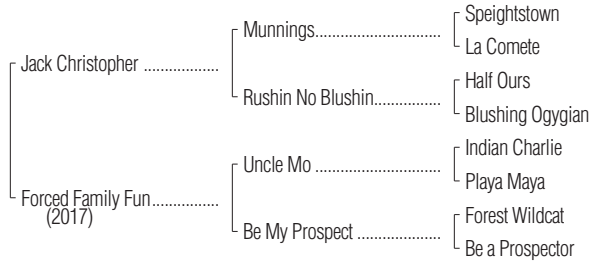 Speightstown
Munnings..............................
La Comete
Jack Christopher ..................
Half Ours
Rushin No Blushin................
Blushing Ogygian
Indian Charlie
Uncle Mo ..............................
Playa Maya
Forced Family Fun................
(2017)
Forest Wildcat
Be My Prospect ....................
Be a Prospector